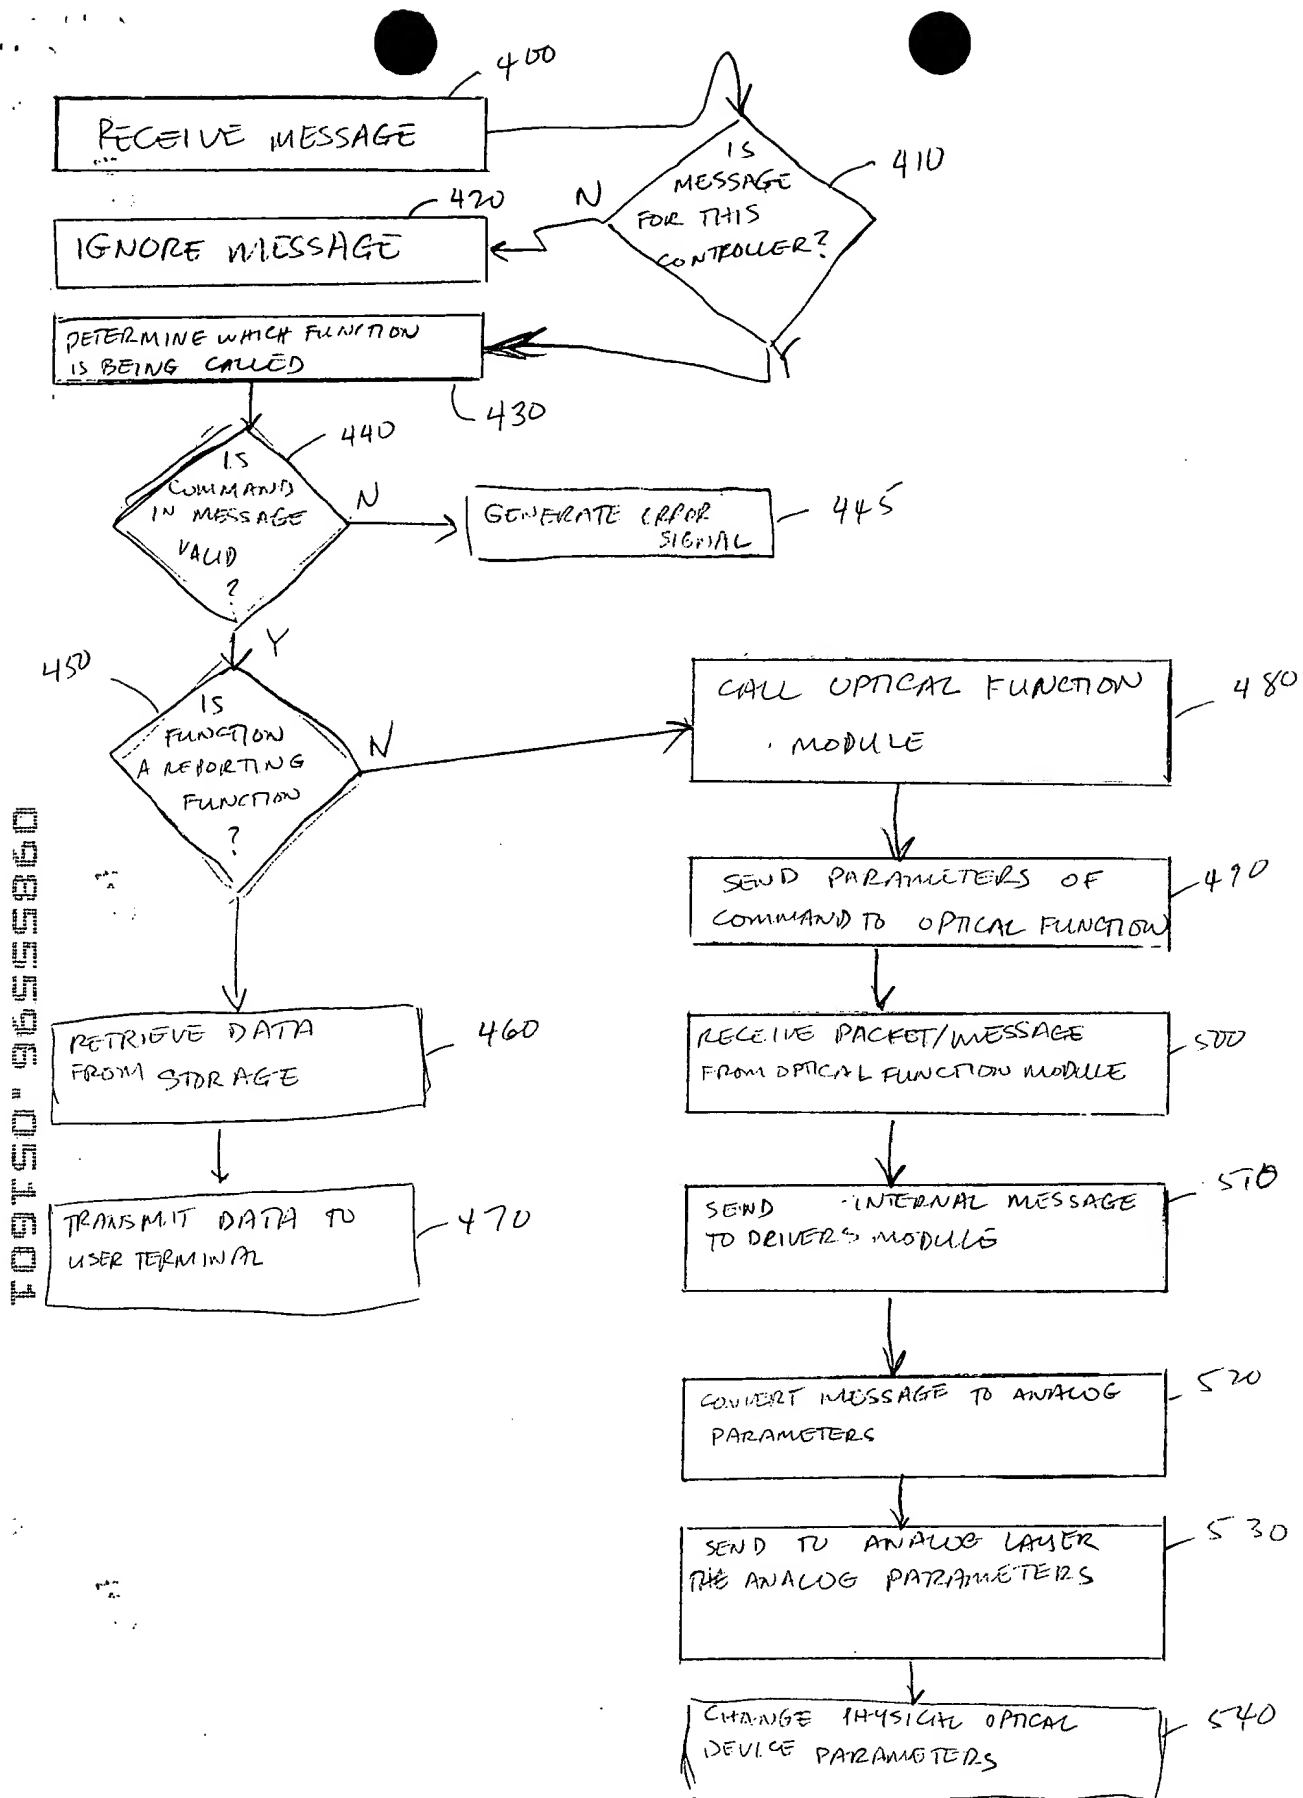 400
RECEIVE MESSAGE
IS
MESSAGE
FOR THIS
CONTROLLER?
410
N
Y
420
IGNORE MESSAGE
DETERMINE WHICH FUNCTION
IS BEING CALLED
430
440
IS
COMMAND
IN MESSAGE
VALID
?
N
GENERATE ERROR
SIGNAL
445
Y
450
IS
FUNCTION
A REPORTING
FUNCTION
?
N
CALL OPTICAL FUNCTION
MODULE
480
SEND PARAMETERS OF
COMMAND TO OPTICAL FUNCTION
490
RETRIEVE DATA
FROM STORAGE
460
RECEIVE PACKET/MESSAGE
FROM OPTICAL FUNCTION MODULE
500
TRANSMIT DATA TO
USER TERMINAL
470
SEND INTERNAL MESSAGE
TO DRIVERS MODULE
510
CONVERT MESSAGE TO ANALOG
PARAMETERS
520
SEND TO ANALOG LAYER
THE ANALOG PARAMETERS
530
CHANGE PHYSICAL OPTICAL
DEVICE PARAMETERS
540
09855596.051601